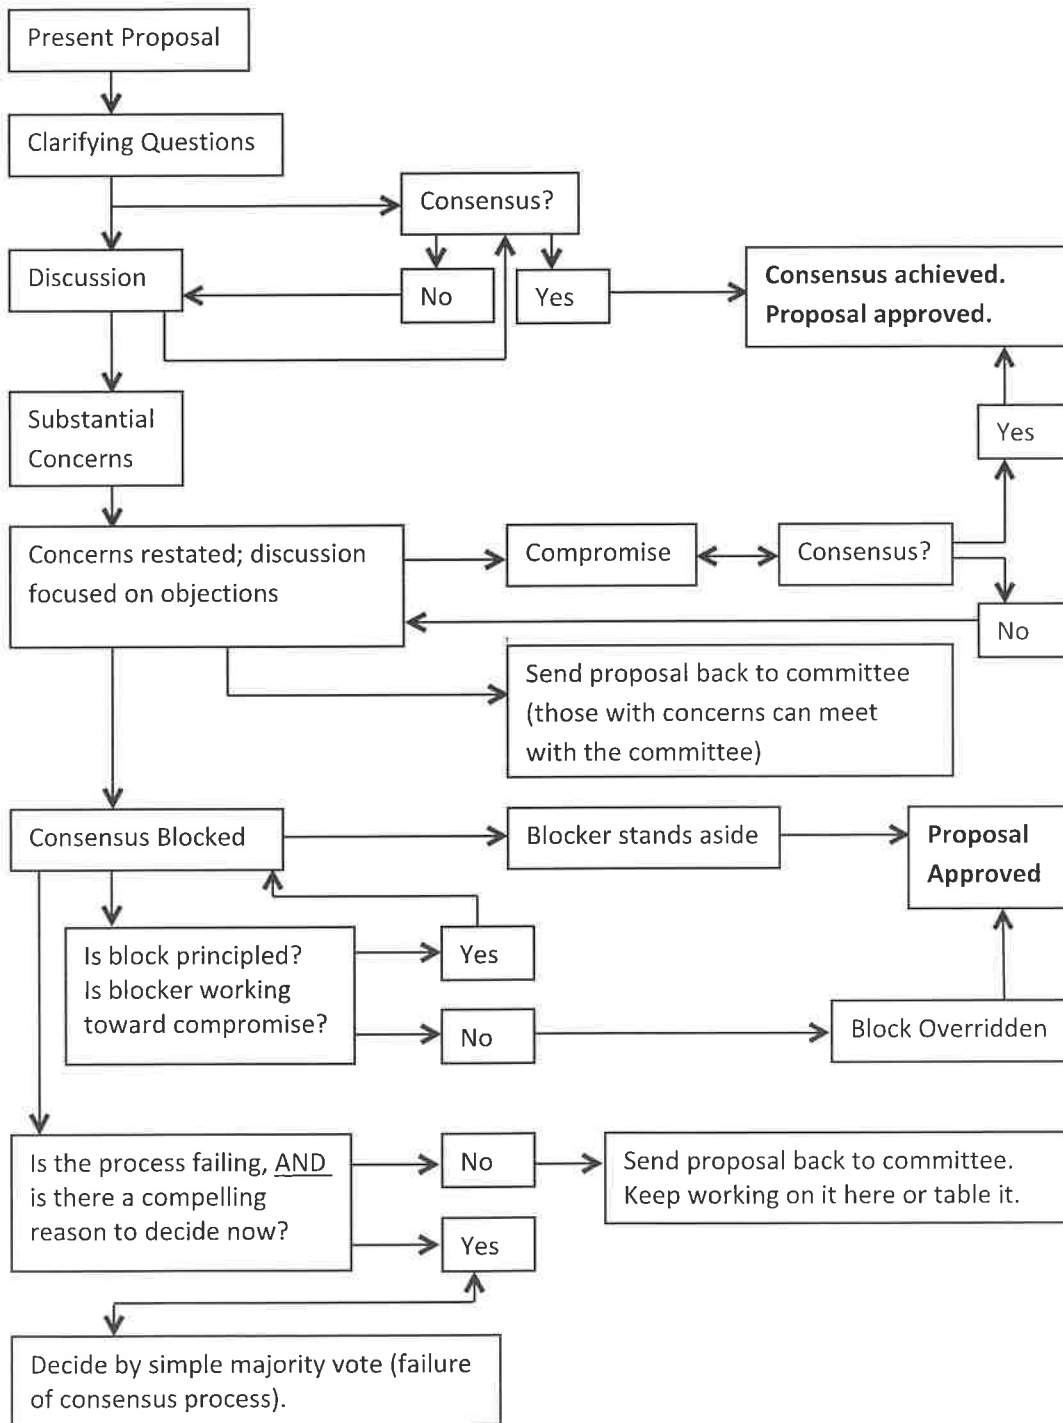 Present Proposal
Clarifying Questions
Consensus?
Discussion
No
Yes
Consensus achieved.
Proposal approved.
Substantial
Concerns
Yes
Concerns restated; discussion
focused on objections
Compromise
Consensus?
No
Send proposal back to committee
(those with concerns can meet
with the committee)
Consensus Blocked
Blocker stands aside
Proposal
Approved
Is block principled?
Is blocker working
toward compromise?
Yes
No
Block Overridden
Is the process failing, AND
is there a compelling
reason to decide now?
No
Yes
Send proposal back to committee.
Keep working on it here or table it.
Decide by simple majority vote (failure
of consensus process).